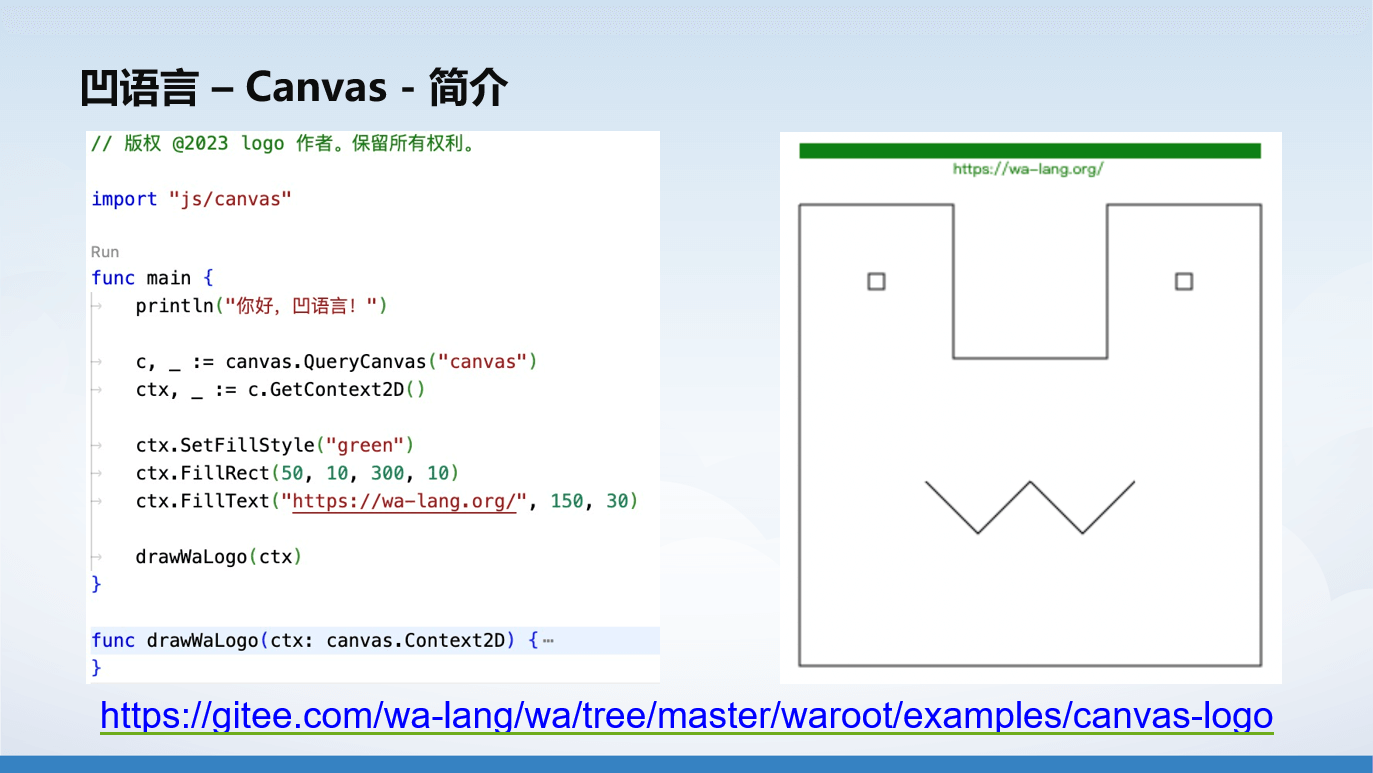 凹语言 – Canvas - 简介
// 版权 @2023 logo 作者。保留所有权利。
import "js/canvas"
Run
func main {
println("你好，凹语言！")
c, _ := canvas.QueryCanvas("canvas")
ctx, _ := c.GetContext2D()
ctx.SetFillStyle("green")
ctx.FillRect(50, 10, 300, 10)
ctx.FillText("https://wa-lang.org/", 150, 30)
drawWaLogo(ctx)
}
func drawWaLogo(ctx: canvas.Context2D) {⋯
}
https://wa-lang.org/
https://gitee.com/wa-lang/wa/tree/master/waroot/examples/canvas-logo